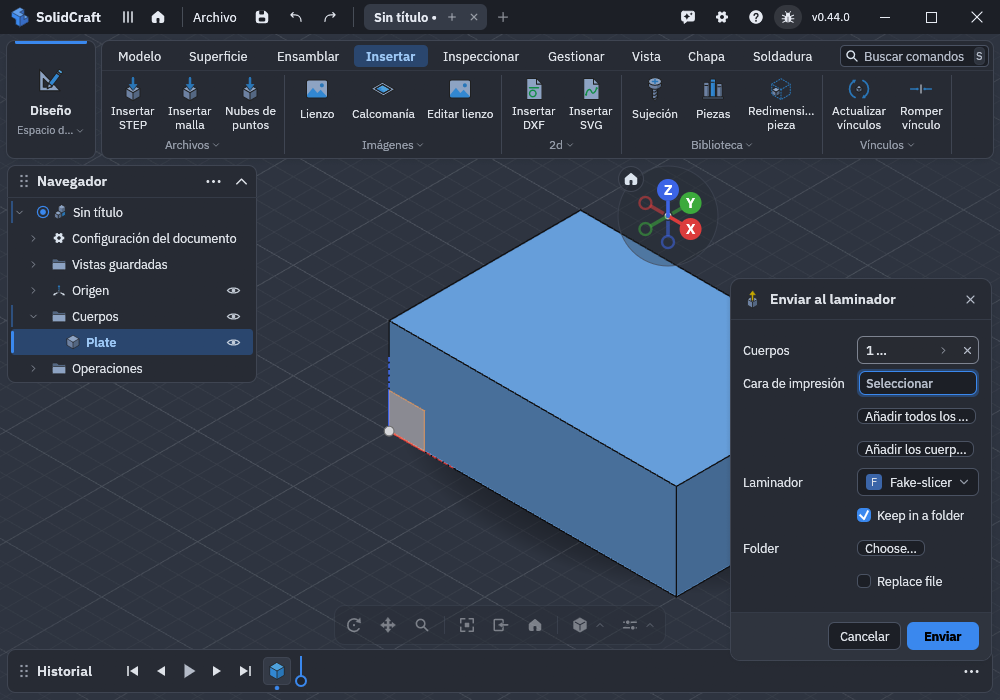 SolidCraft
Archivo
Sin título •
v0.44.0
Diseño
Espacio d...
Modelo
Superficie
Ensamblar
Insertar
Inspeccionar
Gestionar
Vista
Chapa
Soldadura
Buscar comandos
S
Insertar STEP
Insertar malla
Nubes de puntos
Archivos
Lienzo
Calcomanía
Editar lienzo
Imágenes
Insertar DXF
Insertar SVG
2d
Sujeción
Piezas
Redimensi... pieza
Biblioteca
Actualizar vínculos
Romper vínculo
Vínculos
Navegador
Sin título
Configuración del documento
Vistas guardadas
Origen
Cuerpos
Plate
Operaciones
Z
Y
X
Enviar al laminador
Cuerpos
1 ...
Cara de impresión
Seleccionar
Añadir todos los ...
Añadir los cuerp...
Laminador
F
Fake-slicer
Keep in a folder
Folder
Choose...
Replace file
Cancelar
Enviar
Historial